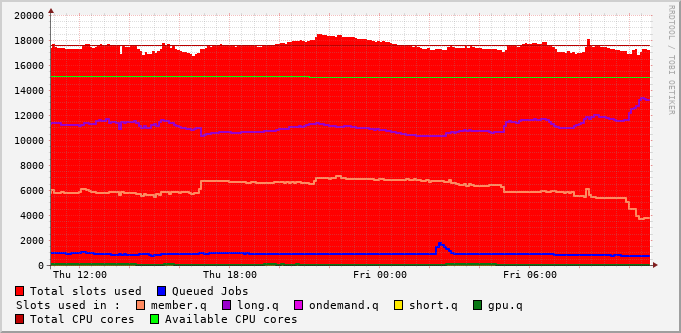 20000
18000
16000
14000
12000
10000
8000
6000
4000
2000
0
Thu 12:00 Thu 18:00 Fri 00:00 Fri 06:00
Total slots used Queued Jobs
Slots used in : member.q long.q ondemand.q short.q gpu.q
Total CPU cores Available CPU cores
RRDTOOL / TOBI OETIKER